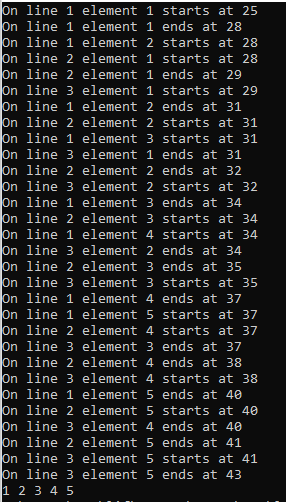 On line 1 element 1 starts at 25
On line 1 element 1 ends at 28
On line 1 element 2 starts at 28
On line 2 element 1 starts at 28
On line 2 element 1 ends at 29
On line 3 element 1 starts at 29
On line 1 element 2 ends at 31
On line 2 element 2 starts at 31
On line 1 element 3 starts at 31
On line 3 element 1 ends at 31
On line 2 element 2 ends at 32
On line 3 element 2 starts at 32
On line 1 element 3 ends at 34
On line 2 element 3 starts at 34
On line 1 element 4 starts at 34
On line 3 element 2 ends at 34
On line 2 element 3 ends at 35
On line 3 element 3 starts at 35
On line 1 element 4 ends at 37
On line 1 element 5 starts at 37
On line 2 element 4 starts at 37
On line 3 element 3 ends at 37
On line 2 element 4 ends at 38
On line 3 element 4 starts at 38
On line 1 element 5 ends at 40
On line 2 element 5 starts at 40
On line 3 element 4 ends at 40
On line 2 element 5 ends at 41
On line 3 element 5 starts at 41
On line 3 element 5 ends at 43
1 2 3 4 5